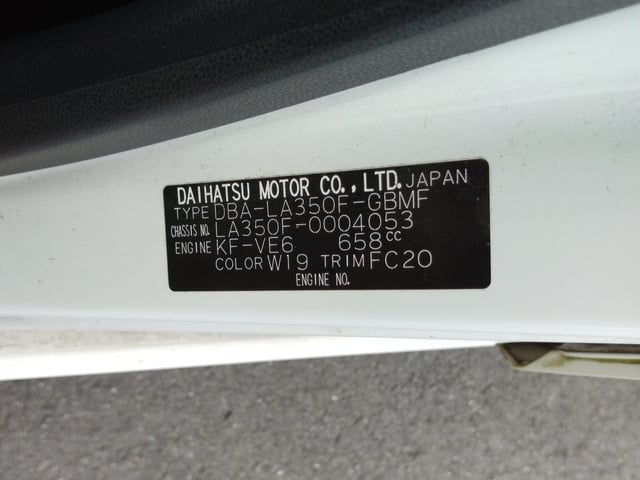 DAIHATSU MOTOR CO., LTD. JAPAN
TYPE DBA-LA350F-GBMF
CHASSIS NO. LA350F-0004053
ENGINE KF-VE6 658cc
COLOR W19 TRIM FC20
ENGINE NO.